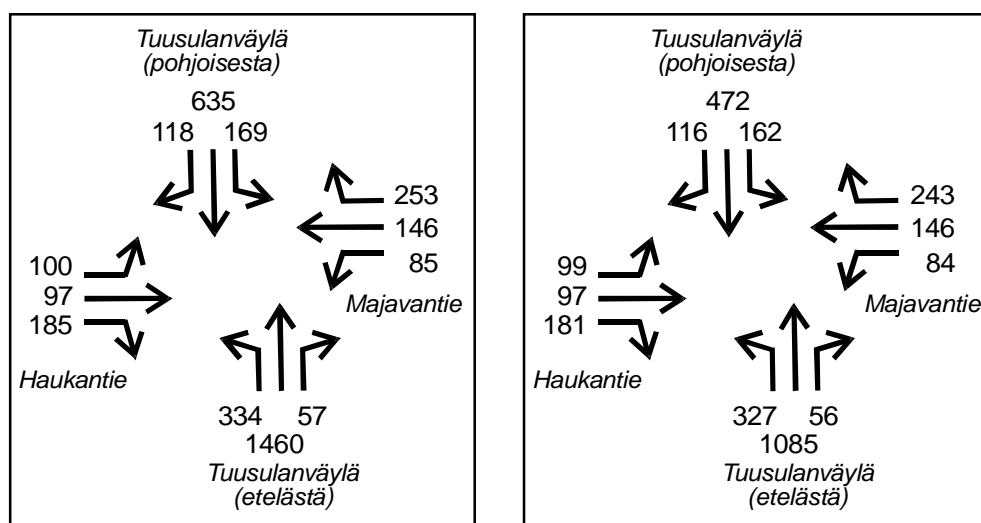 Tuusulanväylä
(pohjoisesta)
635
118 169
253
146
85
Majavantie
100
97
185
Haukantie
334 57
1460
Tuusulanväylä
(etelästä)
Tuusulanväylä
(pohjoisesta)
472
116 162
243
146
84
Majavantie
99
97
181
Haukantie
327 56
1085
Tuusulanväylä
(etelästä)